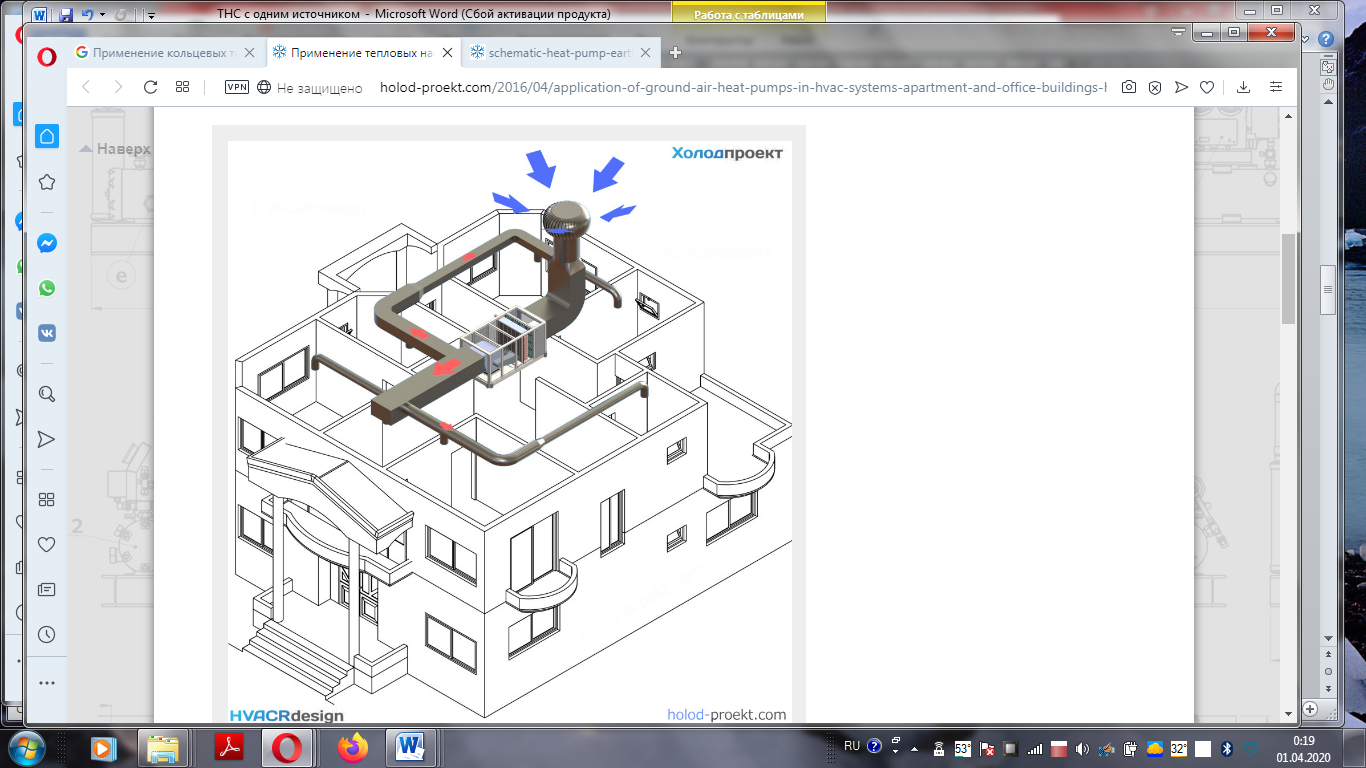 ТНС с одним источником - Microsoft Word (Сбой активации продукта)
Работа с таблицами
Применение кольцевых т
Применение тепловых на
schematic-heat-pump-eart
VPN
Не защищено
holod-proekt.com/2016/04/application-of-ground-air-heat-pumps-in-hvac-systems-apartment-and-office-buildings-h
Наверх
Холодпроект
e
2
HVACRdesign
holod-proekt.com
RU
53°
32°
0:19
01.04.2020